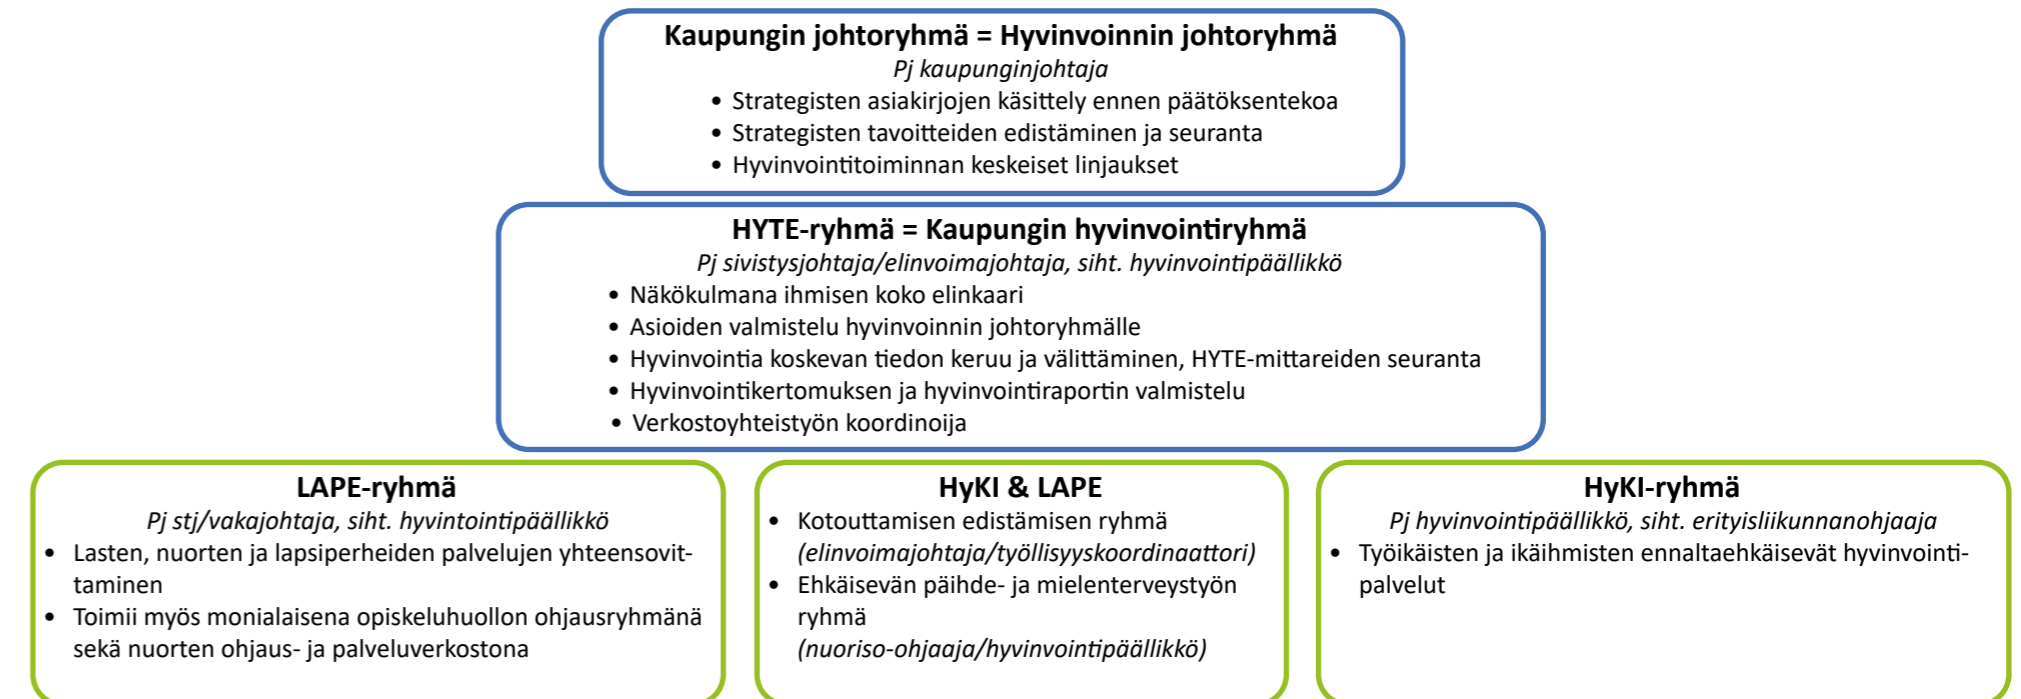 Kaupungin johtoryhmä = Hyvinvoinnin johtoryhmä
Pj kaupunginjohtaja
• Strategisten asiakirjojen käsittely ennen päätöksentekoa
• Strategisten tavoitteiden edistäminen ja seuranta
• Hyvinvointitoiminnan keskeiset linjaukset
HYTE-ryhmä = Kaupungin hyvinvointiryhmä
Pj sivistysjohtaja/elinvoimajohtaja, siht. hyvinvointipäällikkö
• Näkökulmana ihmisen koko elinkaari
• Asioiden valmistelu hyvinvoinnin johtoryhmälle
• Hyvinvointia koskevan tiedon keruu ja välittäminen, HYTE-mittareiden seuranta
• Hyvinvointikertomuksen ja hyvinvointiraportin valmistelu
• Verkostoyhteistyön koordinoija
LAPE-ryhmä
Pj stj/vakajohtaja, siht. hyvintointipäällikkö
• Lasten, nuorten ja lapsiperheiden palvelujen yhteensovit-
taminen
• Toimii myös monialaisena opiskeluhuollon ohjausryhmänä
sekä nuorten ohjaus- ja palveluverkostona
HyKI & LAPE
• Kotouttamisen edistämisen ryhmä
(elinvoimajohtaja/työllisyyskoordinaattori)
• Ehkäisevän päihde- ja mielenterveystyön
ryhmä
(nuoriso-ohjaaja/hyvinvointipäällikkö)
HyKI-ryhmä
Pj hyvinvointipäällikkö, siht. erityisliikunnanohjaaja
• Työikäisten ja ikäihmisten ennaltaehkäisevät hyvinvointi-
palvelut